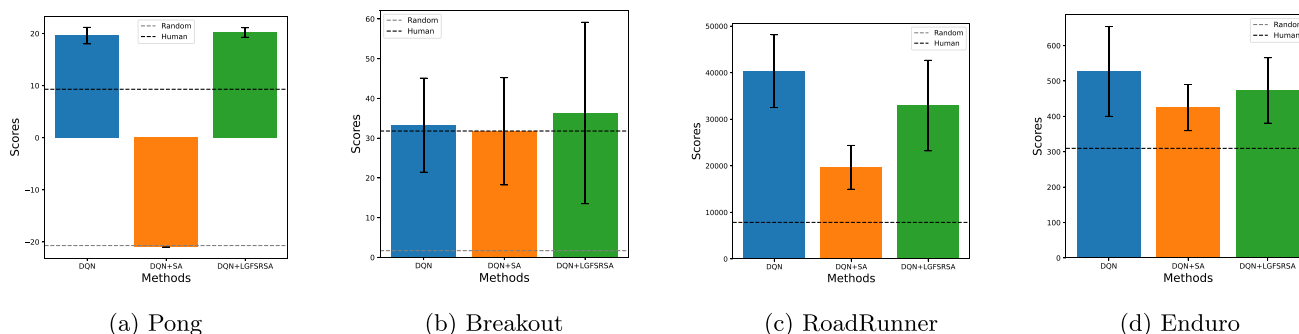 Random
Human
20
10
0
−10
−20
Scores
DQN
DQN+SA
DQN+LGFSRSA
Methods
(a) Pong
Random
Human
60
50
40
30
20
10
0
Scores
DQN
DQN+SA
DQN+LGFSRSA
Methods
(b) Breakout
Random
Human
50000
40000
30000
20000
10000
0
Scores
DQN
DQN+SA
DQN+LGFSRSA
Methods
(c) RoadRunner
Random
Human
600
500
400
300
200
100
0
Scores
DQN
DQN+SA
DQN+LGFSRSA
Methods
(d) Enduro